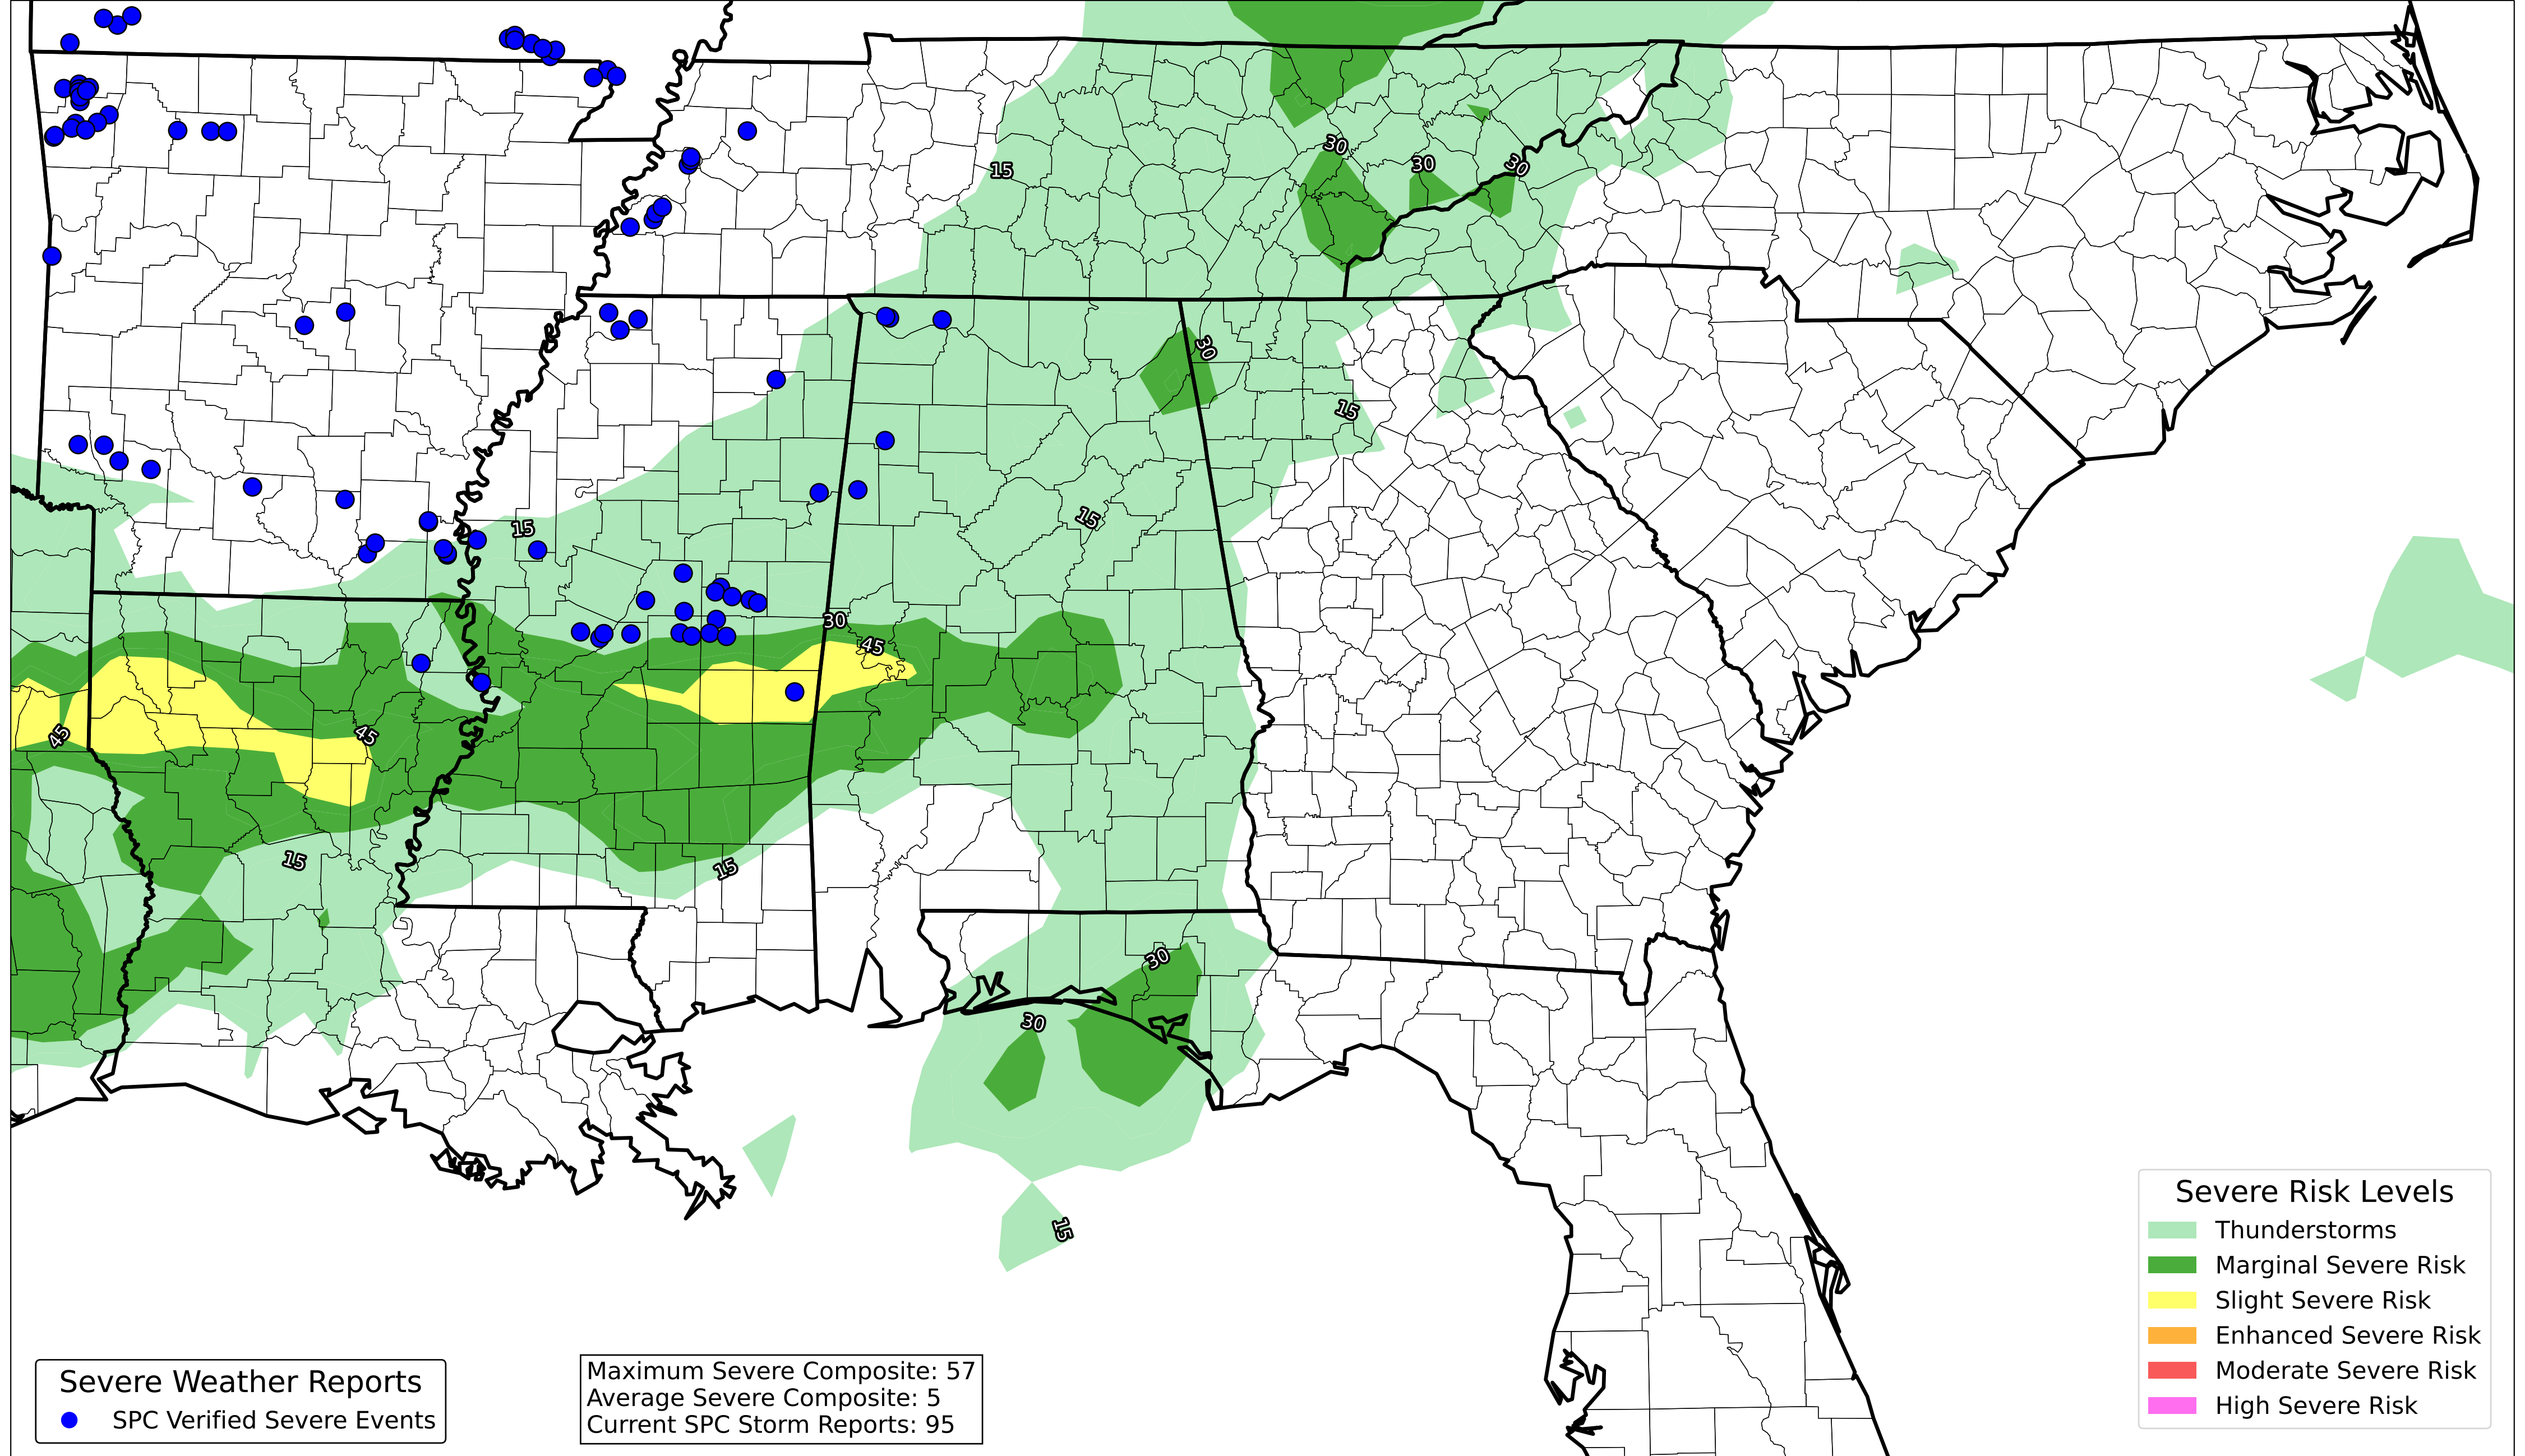 30
15
30
30
30
15
15
15
30
45
45
45
15
15
30
30
15
Severe Weather Reports
SPC Verified Severe Events
Maximum Severe Composite: 57
Average Severe Composite: 5
Current SPC Storm Reports: 95
Severe Risk Levels
Thunderstorms
Marginal Severe Risk
Slight Severe Risk
Enhanced Severe Risk
Moderate Severe Risk
High Severe Risk